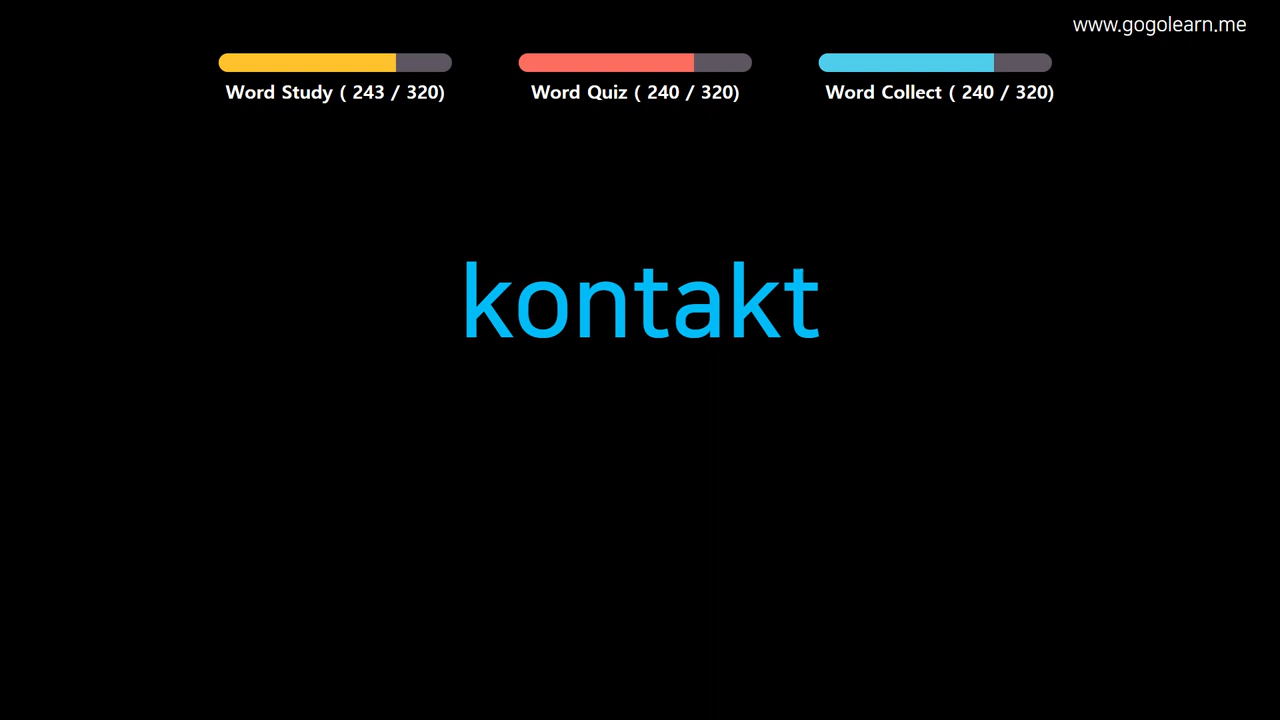 www.gogolearn.me
Word Study ( 243 / 320)
Word Quiz ( 240 / 320)
Word Collect ( 240 / 320)
kontakt